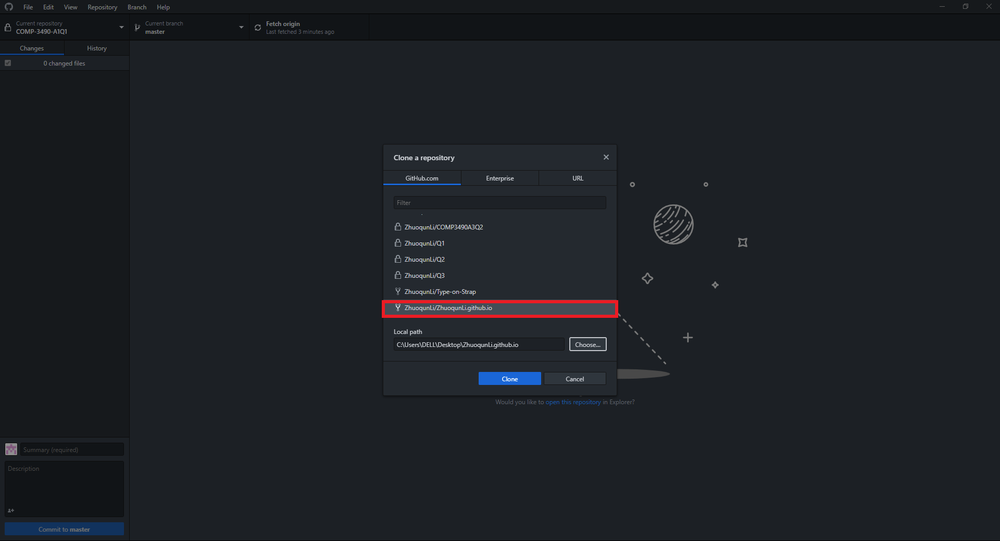 File Edit View Repository Branch Help
Current repository
COMP-3490-A1Q1
Current branch
master
Fetch origin
Last fetched 3 minutes ago
Changes History
0 changed files
Clone a repository
GitHub.com Enterprise URL
Filter
ZhuoqunLi/COMP3490A3Q2
ZhuoqunLi/Q1
ZhuoqunLi/Q2
ZhuoqunLi/Q3
ZhuoqunLi/Type-on-Strap
ZhuoqunLi/ZhuoqunLi.github.io
Local path
C:\Users\DELL\Desktop\ZhuoqunLi.github.io Choose...
Clone Cancel
Would you like to open this repository in Explorer?
Summary (required)
Description
Commit to master